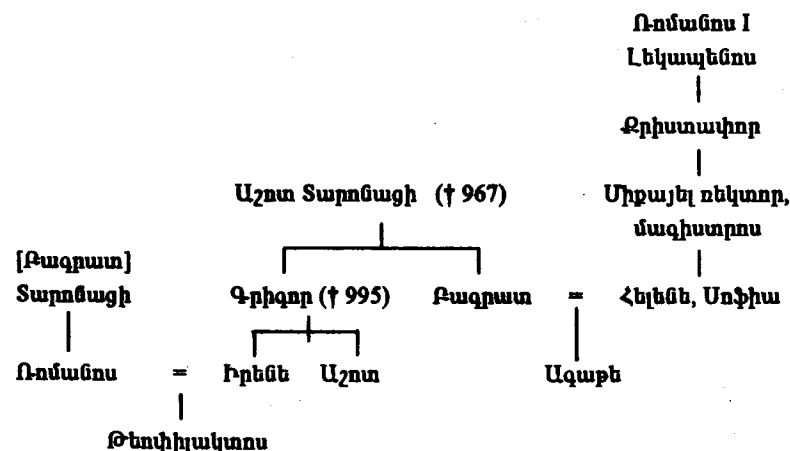 Ռոմանոս I
Լեկապենոս
Քրիստափոր
Աշոտ Տարոնացի († 967)
Միքայել ռեկտոր,
մագիստրոս
[Բագրատ]
Տարոնացի
Գրիգոր († 995)
Բագրատ
=
Հելենե, Սոֆիա
Ռոմանոս
=
Իրենե
Աշոտ
Ագաթե
Թեոփիլակտոս